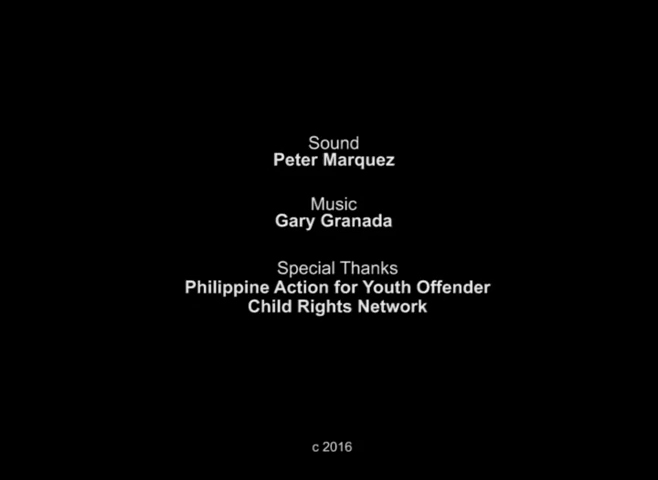 Sound
Peter Marquez
Music
Gary Granada
Special Thanks
Philippine Action for Youth Offender
Child Rights Network
c 2016